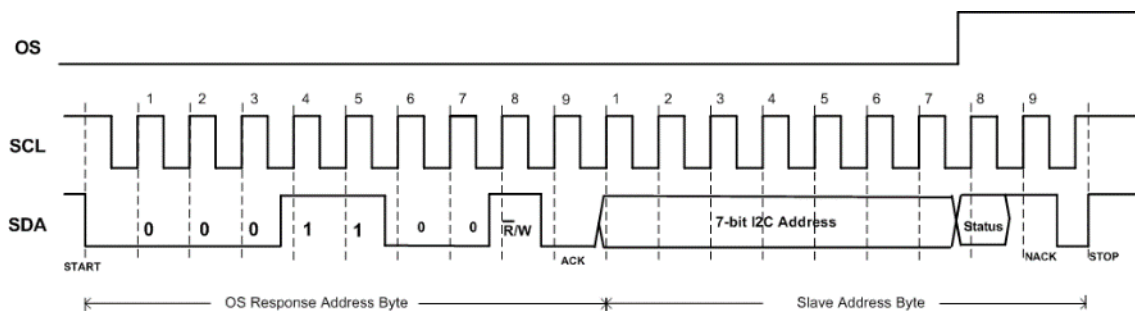 OS
1 2 3 4 5 6 7 8 9 1 2 3 4 5 6 7 8 9
SCL
SDA 0 0 0 1 1 0 0 R/W 7-bit I2C Address Status
START ACK NACK STOP
OS Response Address Byte Slave Address Byte